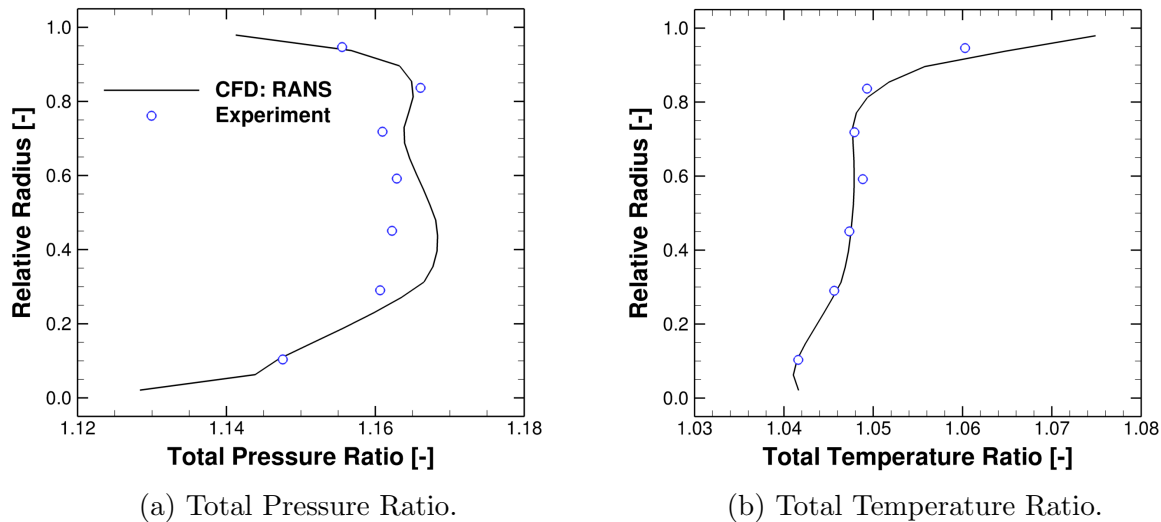 1.0
0.8
0.6
0.4
0.2
0.0
Relative Radius [-]
CFD: RANS
Experiment
1.12
1.14
1.16
1.18
Total Pressure Ratio [-]
(a) Total Pressure Ratio.
1.0
0.8
0.6
0.4
0.2
0.0
Relative Radius [-]
1.03
1.04
1.05
1.06
1.07
1.08
Total Temperature Ratio [-]
(b) Total Temperature Ratio.